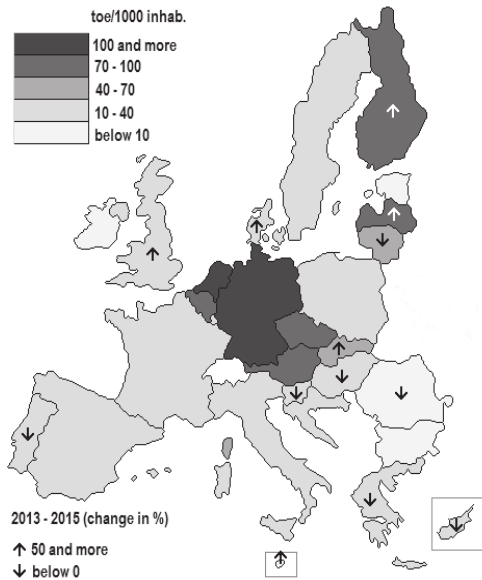 toe/1000 inhab.
100 and more
70 - 100
40 - 70
10 - 40
below 10
2013 - 2015 (change in %)
↑ 50 and more
↓ below 0